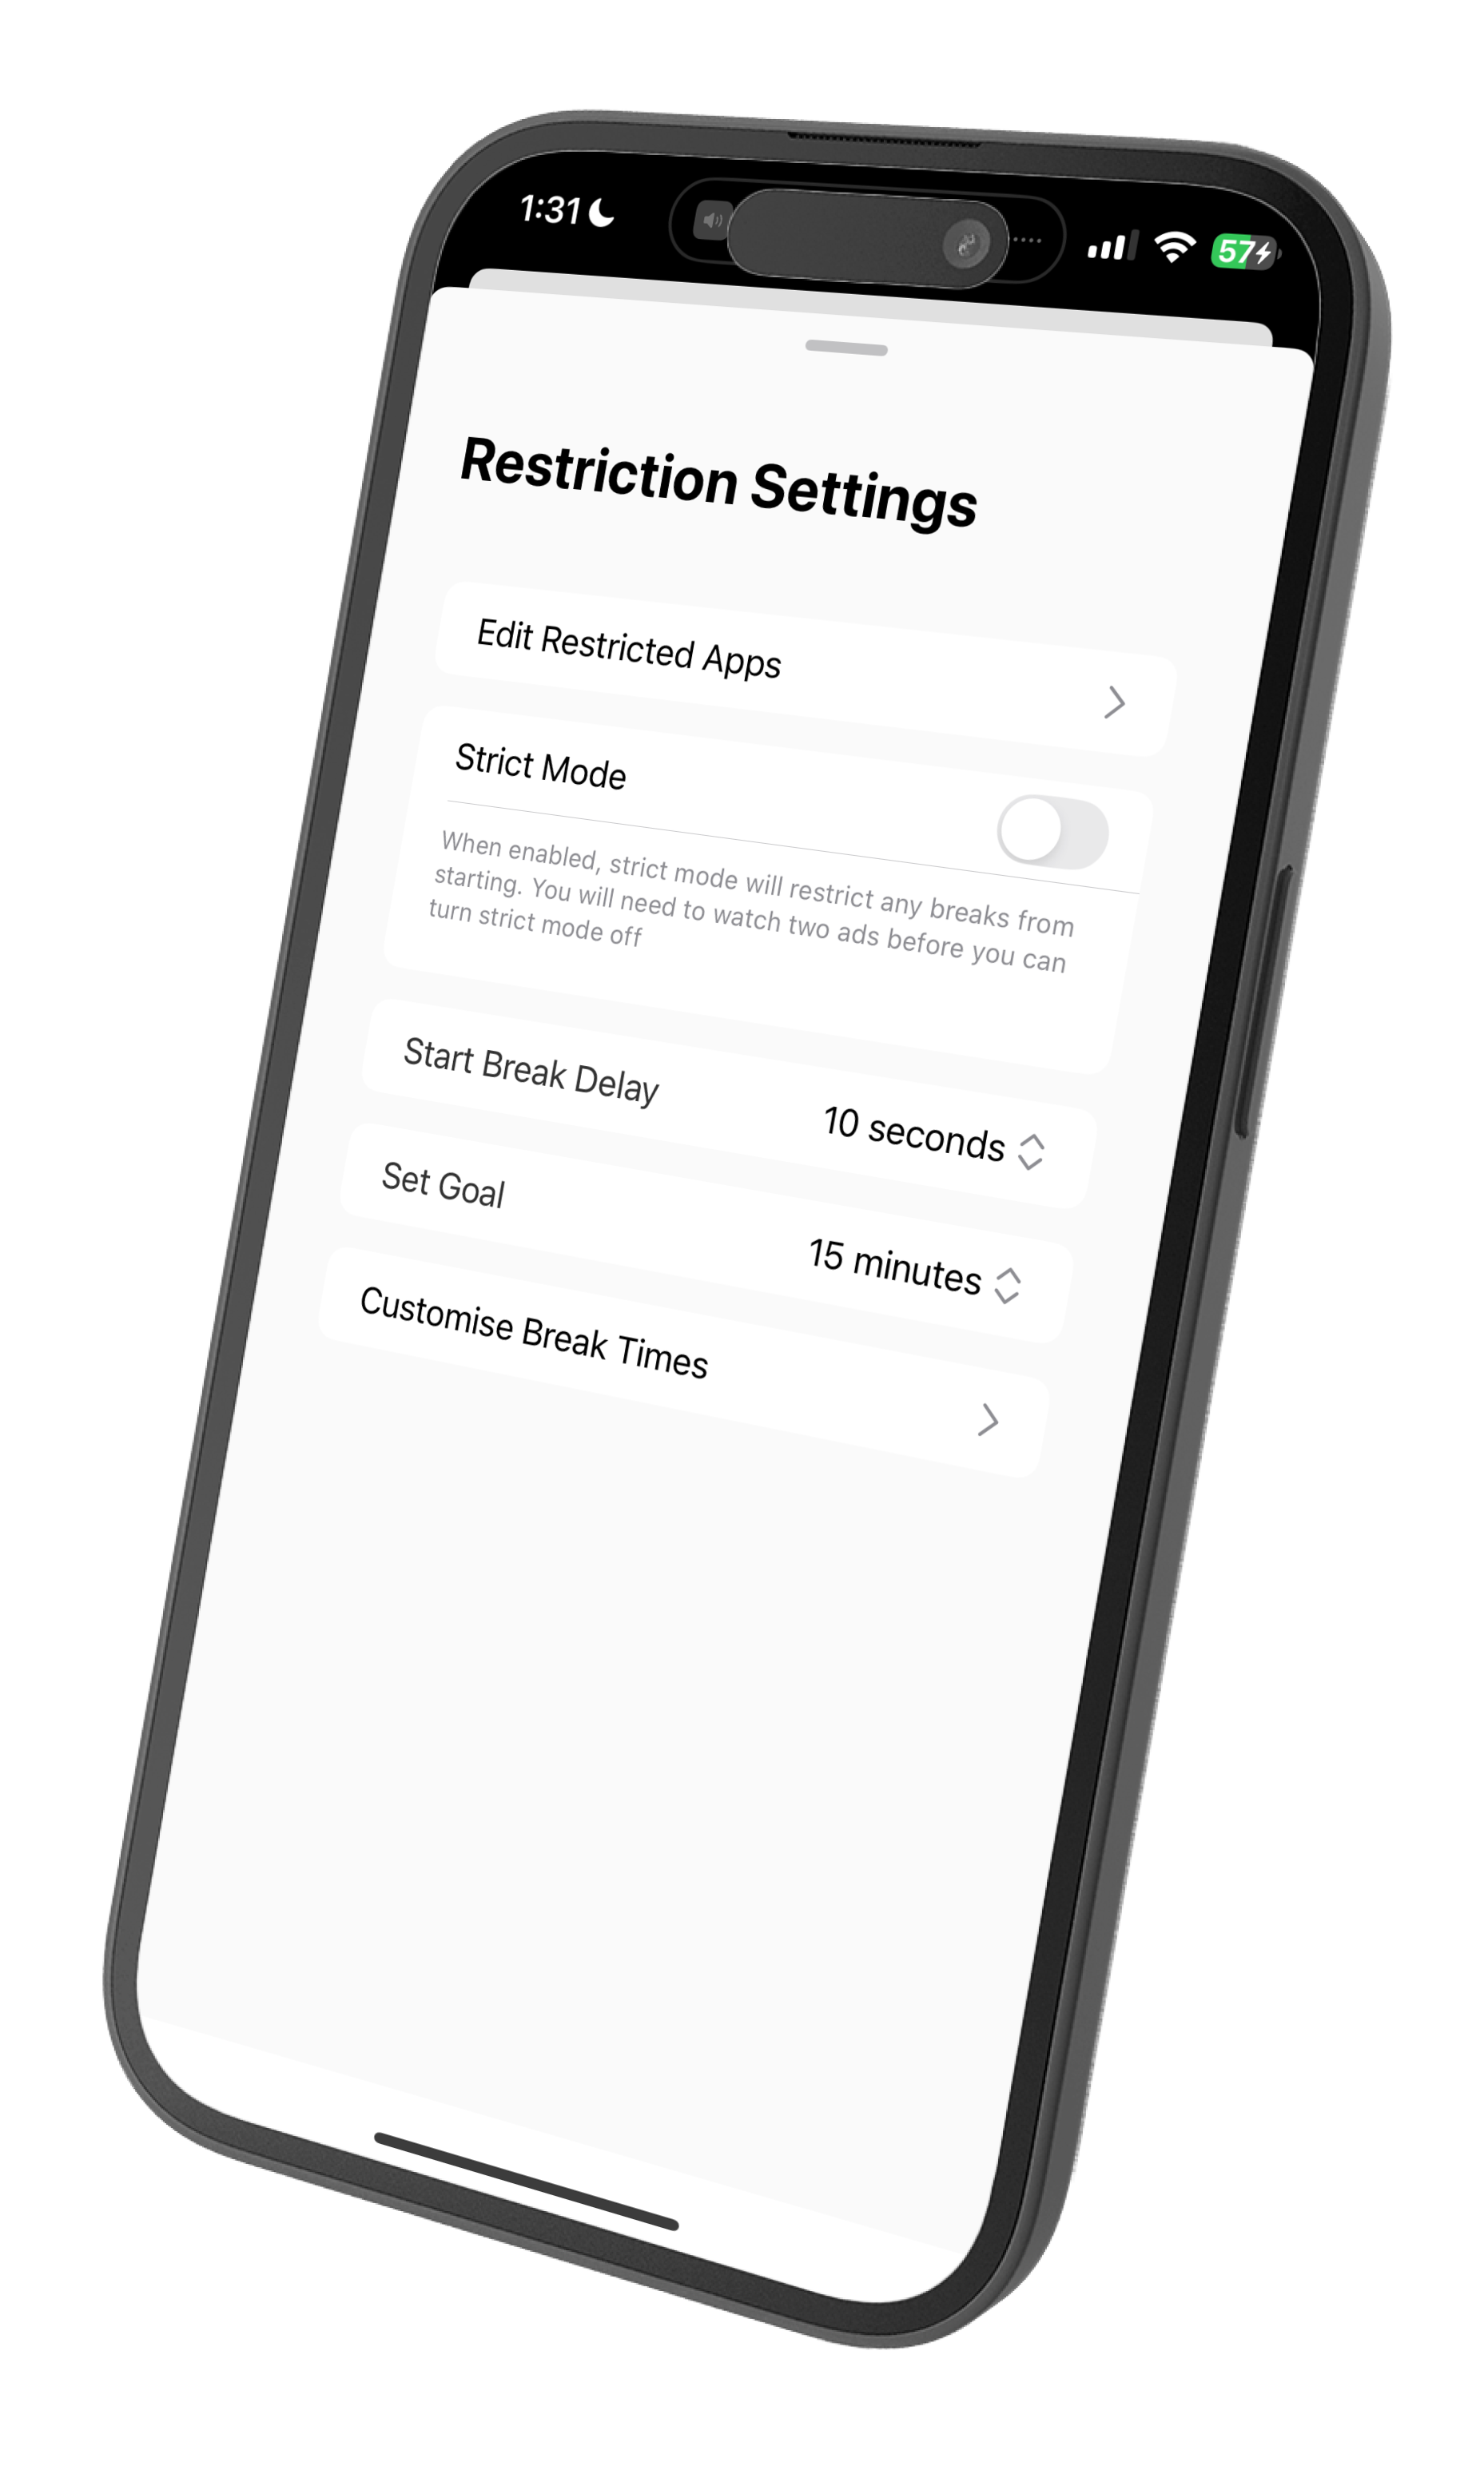 1:31
57
Restriction Settings
Edit Restricted Apps
Strict Mode
When enabled, strict mode will restrict any breaks from
starting. You will need to watch two ads before you can
turn strict mode off
Start Break Delay
10 seconds
Set Goal
15 minutes
Customise Break Times